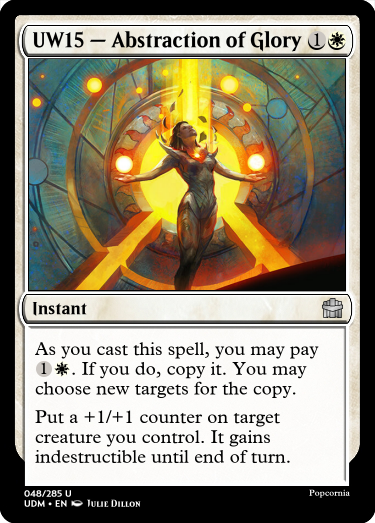 UW15 — Abstraction of Glory 1
Instant
As you cast this spell, you may pay
1. If you do, copy it. You may
choose new targets for the copy.
Put a +1/+1 counter on target
creature you control. It gains
indestructible until end of turn.
048/285 U
Popcornia
UDM • EN Julie Dillon